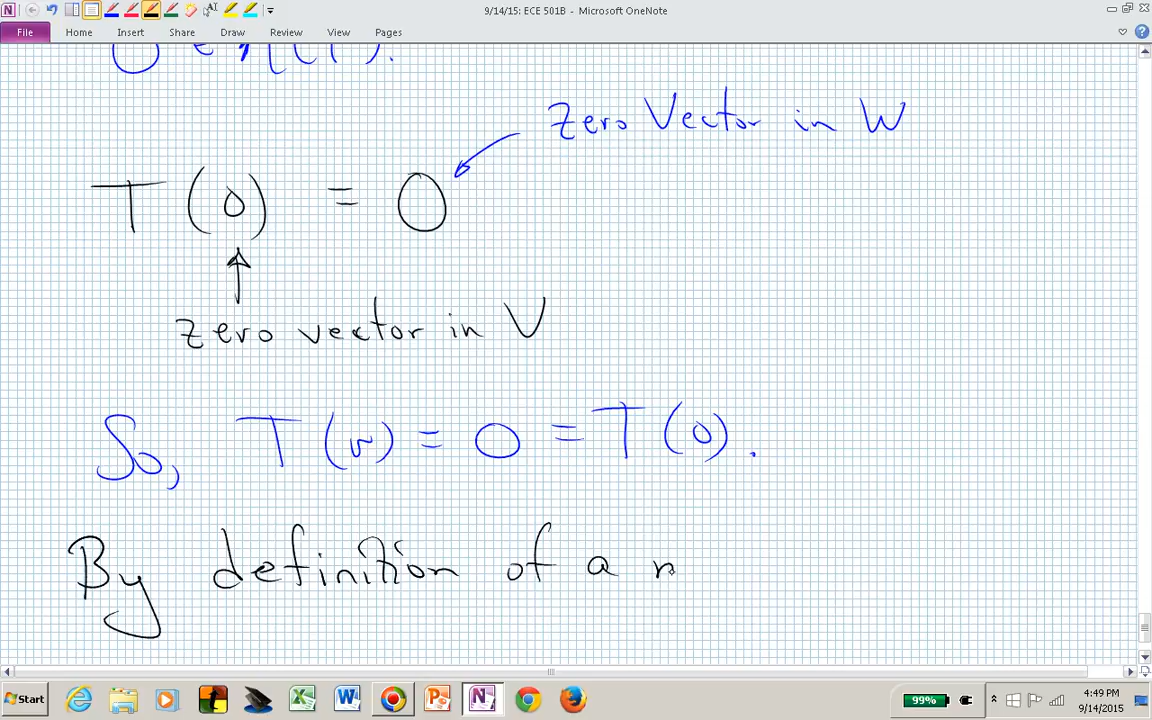 9/14/15: ECE 501B - Microsoft OneNote
File Home Insert Share Draw Review View Pages
Zero Vector in W
T (0) = 0
zero vector in V
So, T (v) = 0 = T (0).
By definition of a
Start
99%
4:49 PM
9/14/2015